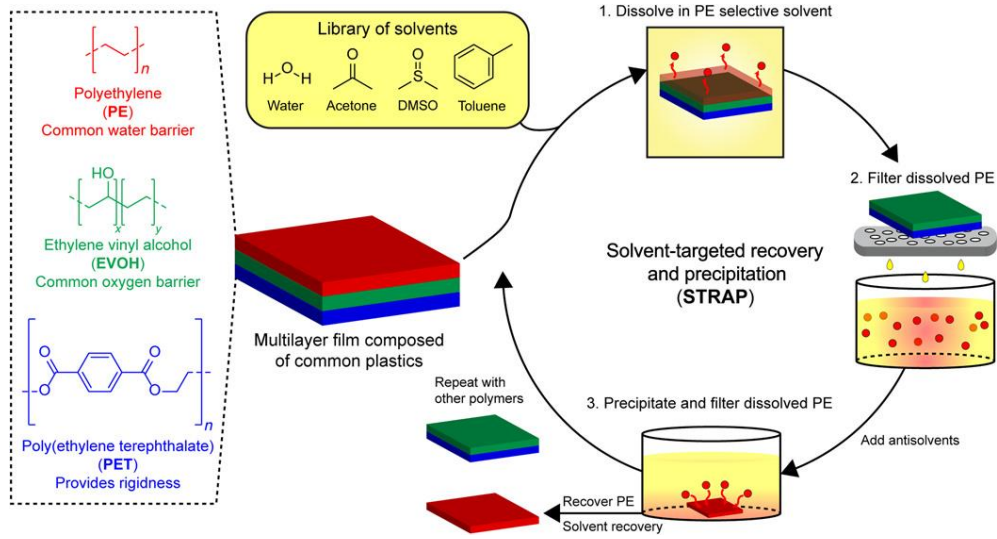 n
Polyethylene
(PE)
Common water barrier
HO
x
y
Ethylene vinyl alcohol
(EVOH)
Common oxygen barrier
O
O
O
O
n
Poly(ethylene terephthalate)
(PET)
Provides rigidness
Library of solvents
H O H
O
O
S
Water
Acetone
DMSO
Toluene
Multilayer film composed
of common plastics
1. Dissolve in PE selective solvent
2. Filter dissolved PE
Solvent-targeted recovery
and precipitation
(STRAP)
Add antisolvents
3. Precipitate and filter dissolved PE
Repeat with
other polymers
Recover PE
Solvent recovery